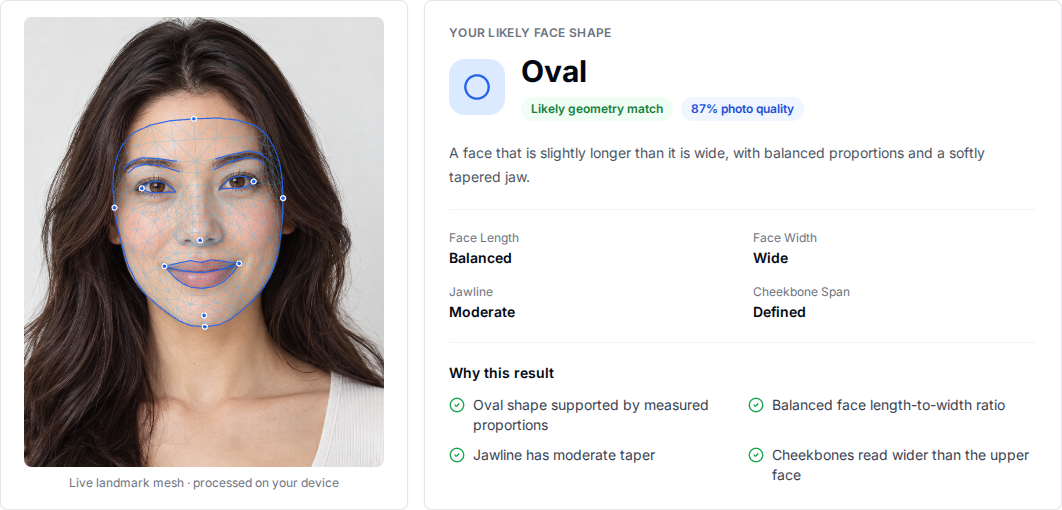 YOUR LIKELY FACE SHAPE
Oval
Likely geometry match
87% photo quality
A face that is slightly longer than it is wide, with balanced proportions and a softly
tapered jaw.
Face Length
Balanced
Face Width
Wide
Jawline
Moderate
Cheekbone Span
Defined
Why this result
Oval shape supported by measured
proportions
Balanced face length-to-width ratio
Jawline has moderate taper
Cheekbones read wider than the upper
face
Live landmark mesh · processed on your device